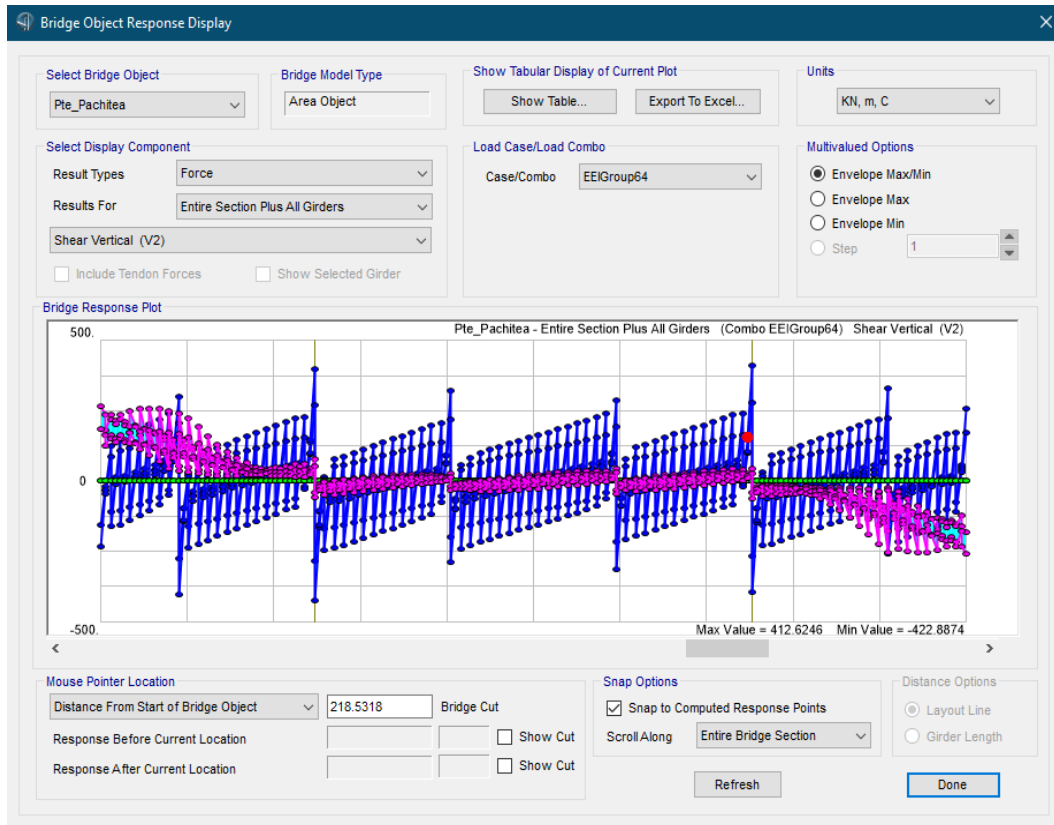 Bridge Object Response Display
Select Bridge Object
Pte_Pachitea
Bridge Model Type
Area Object
Show Tabular Display of Current Plot
Show Table...
Export To Excel...
Units
KN, m, C
Select Display Component
Result Types
Force
Results For
Entire Section Plus All Girders
Shear Vertical (V2)
Include Tendon Forces
Show Selected Girder
Load Case/Load Combo
Case/Combo
EEIGroup64
Multivalued Options
Envelope Max/Min
Envelope Max
Envelope Min
Step
1
Bridge Response Plot
500.
Pte_Pachitea - Entire Section Plus All Girders (Combo EEIGroup64) Shear Vertical (V2)
0
-500.
Max Value = 412.6246 Min Value = -422.8874
Mouse Pointer Location
Distance From Start of Bridge Object
218.5318
Bridge Cut
Response Before Current Location
Show Cut
Response After Current Location
Show Cut
Snap Options
Snap to Computed Response Points
Scroll Along
Entire Bridge Section
Distance Options
Layout Line
Girder Length
Refresh
Done